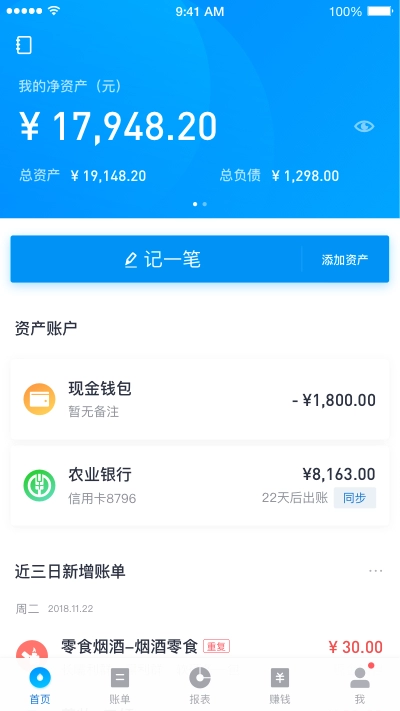 9:41 AM 100%
我的净资产（元）
¥ 17,948.20
总资产 ¥ 19,148.20 总负债 ¥ 1,298.00
记一笔 添加资产
资产账户
现金钱包 - ¥1,800.00
暂无备注
农业银行 ¥8,163.00
信用卡8796 22天后出账 同步
近三日新增账单 ...
周二 2018.11.22
零食烟酒-烟酒零食 重复 ¥ 30.00
首页 账单 报表 赚钱 我